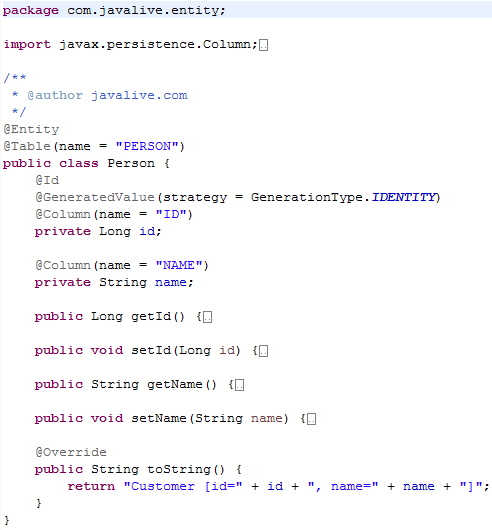 package com.javalive.entity;
import javax.persistence.Column;
/**
 * @author javalive.com
 */
@Entity
@Table(name = "PERSON")
public class Person {
    @Id
    @GeneratedValue(strategy = GenerationType.IDENTITY)
    @Column(name = "ID")
    private Long id;
    @Column(name = "NAME")
    private String name;
    public Long getId() {
    public void setId(Long id) {
    public String getName() {
    public void setName(String name) {
    @Override
    public String toString() {
        return "Customer [id=" + id + ", name=" + name + "]";
    }
}